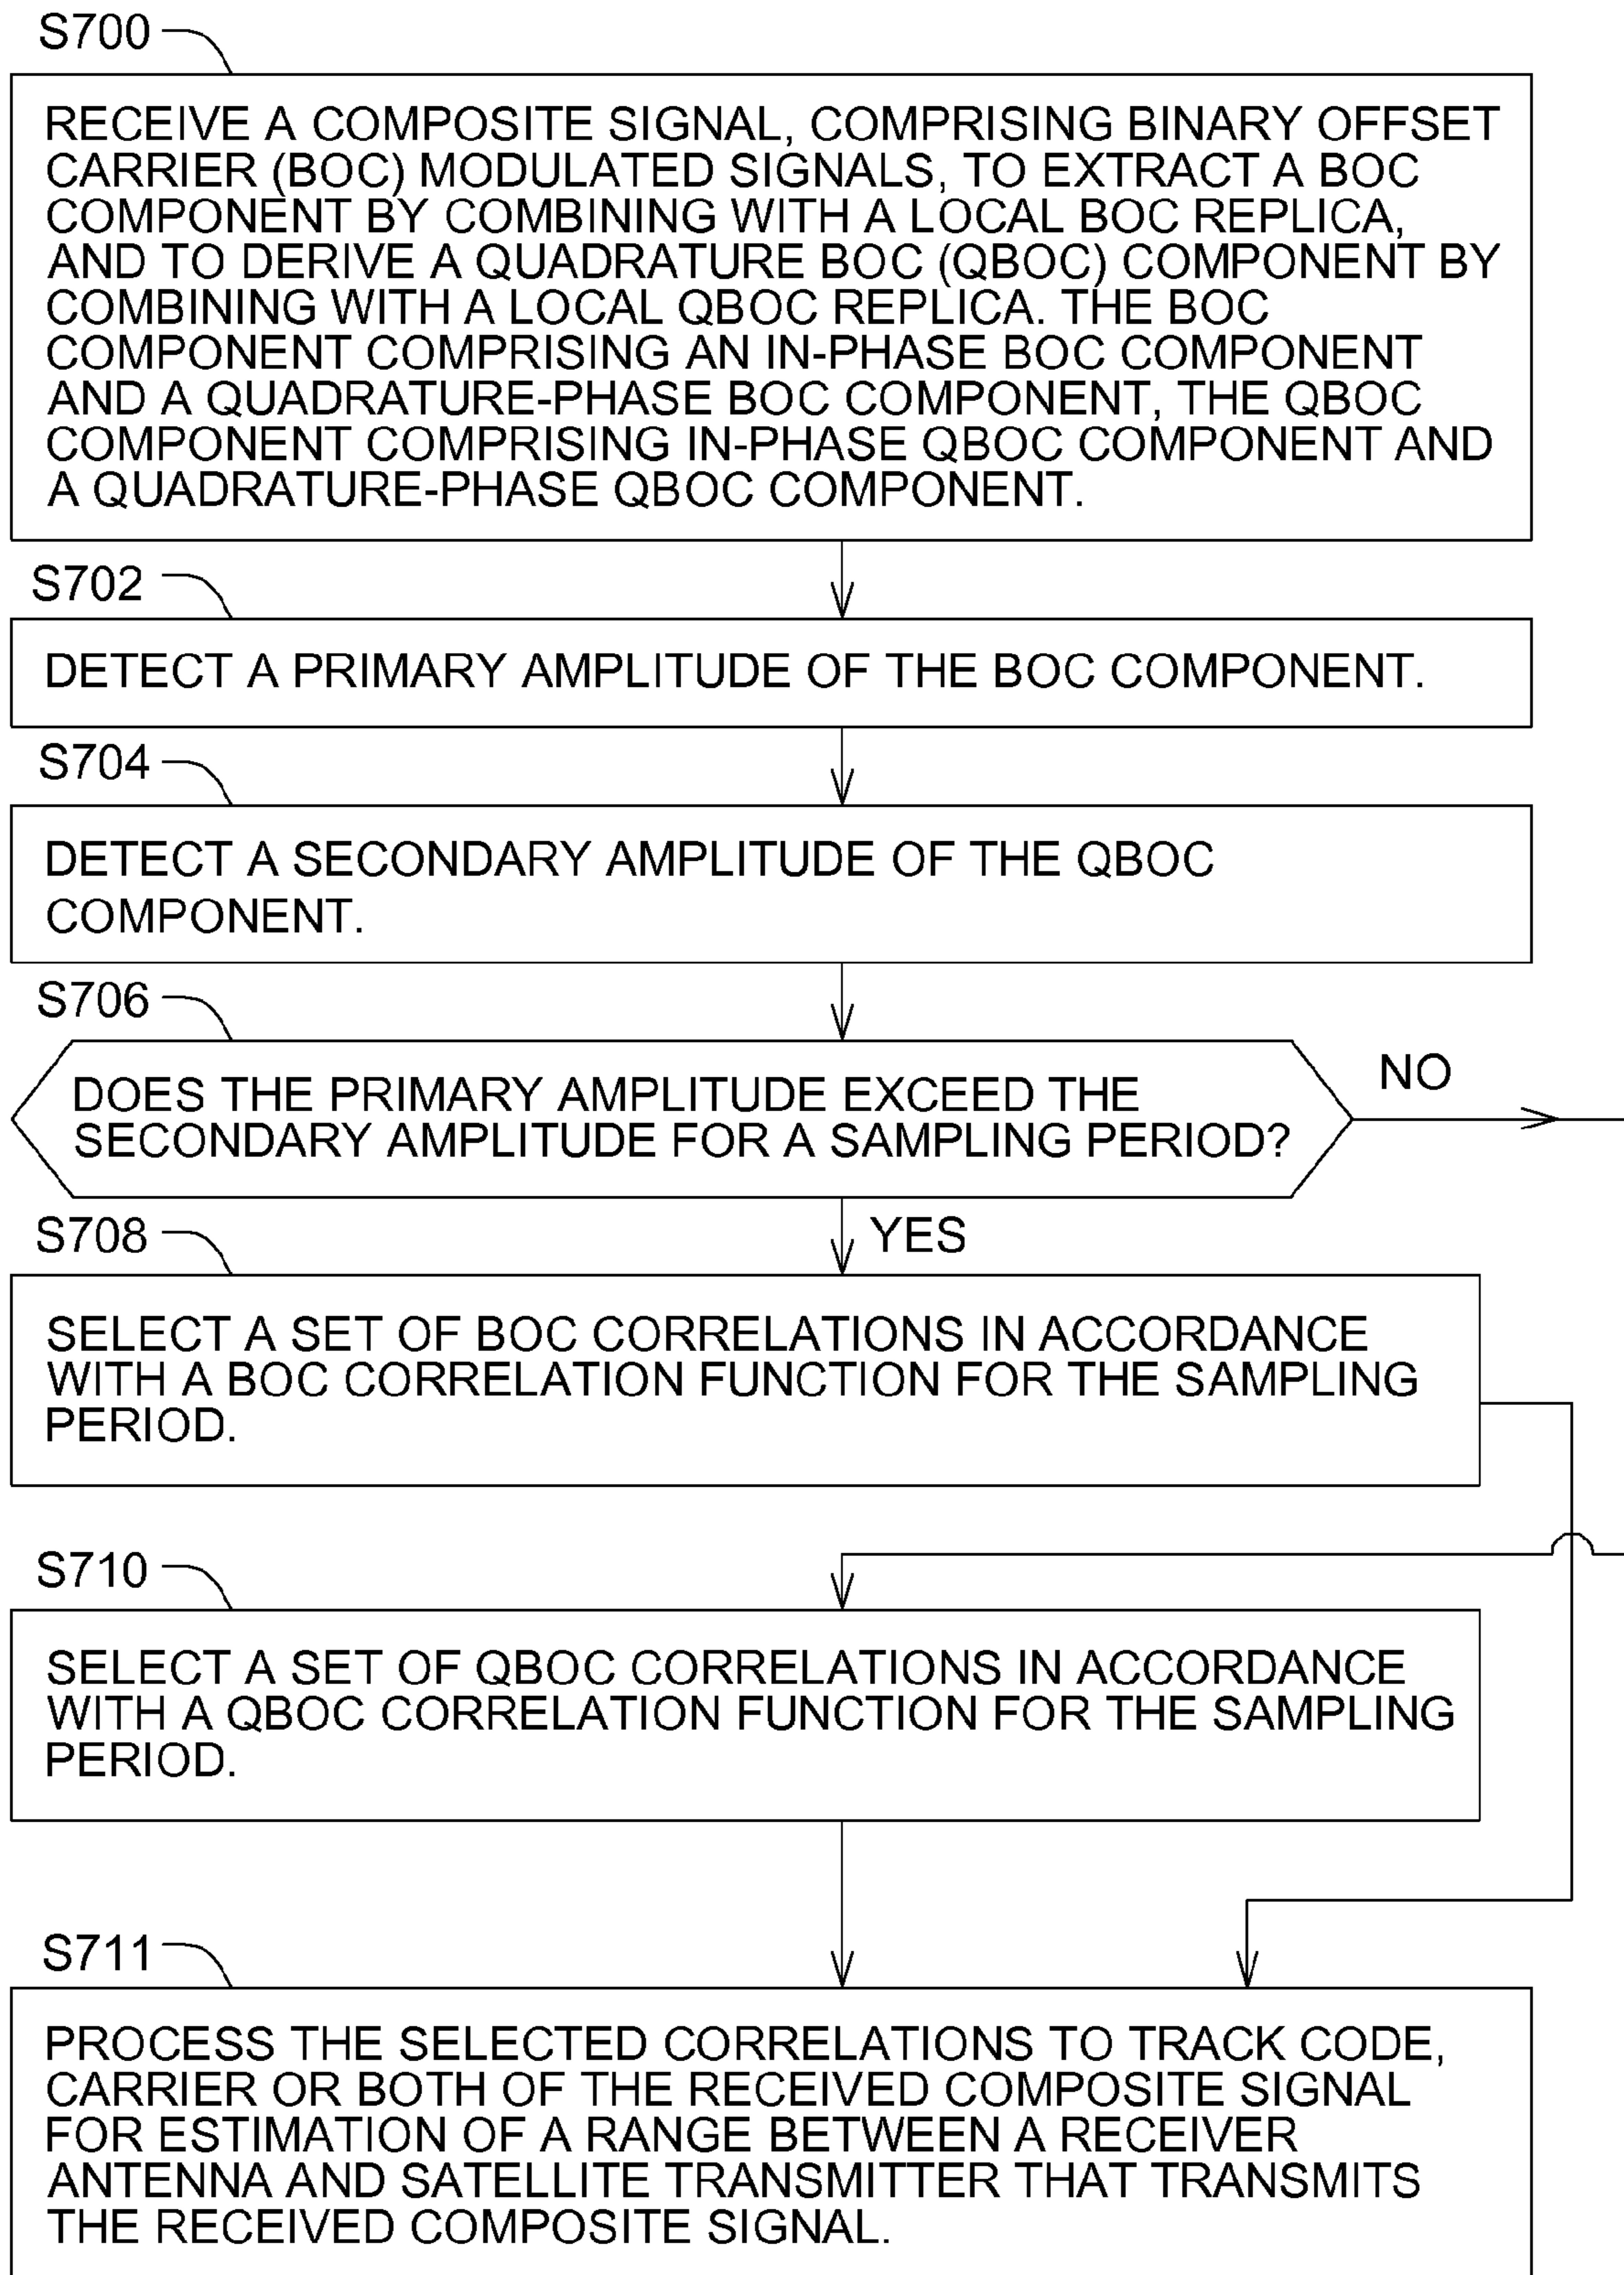 S700
RECEIVE A COMPOSITE SIGNAL, COMPRISING BINARY OFFSET
CARRIER (BOC) MODULATED SIGNALS, TO EXTRACT A BOC
COMPONENT BY COMBINING WITH A LOCAL BOC REPLICA,
AND TO DERIVE A QUADRATURE BOC (QBOC) COMPONENT BY
COMBINING WITH A LOCAL QBOC REPLICA. THE BOC
COMPONENT COMPRISING AN IN-PHASE BOC COMPONENT
AND A QUADRATURE-PHASE BOC COMPONENT, THE QBOC
COMPONENT COMPRISING IN-PHASE QBOC COMPONENT AND
A QUADRATURE-PHASE QBOC COMPONENT.
S702
DETECT A PRIMARY AMPLITUDE OF THE BOC COMPONENT.
S704
DETECT A SECONDARY AMPLITUDE OF THE QBOC
COMPONENT.
S706
DOES THE PRIMARY AMPLITUDE EXCEED THE
SECONDARY AMPLITUDE FOR A SAMPLING PERIOD?
NO
YES
S708
SELECT A SET OF BOC CORRELATIONS IN ACCORDANCE
WITH A BOC CORRELATION FUNCTION FOR THE SAMPLING
PERIOD.
S710
SELECT A SET OF QBOC CORRELATIONS IN ACCORDANCE
WITH A QBOC CORRELATION FUNCTION FOR THE SAMPLING
PERIOD.
S711
PROCESS THE SELECTED CORRELATIONS TO TRACK CODE,
CARRIER OR BOTH OF THE RECEIVED COMPOSITE SIGNAL
FOR ESTIMATION OF A RANGE BETWEEN A RECEIVER
ANTENNA AND SATELLITE TRANSMITTER THAT TRANSMITS
THE RECEIVED COMPOSITE SIGNAL.